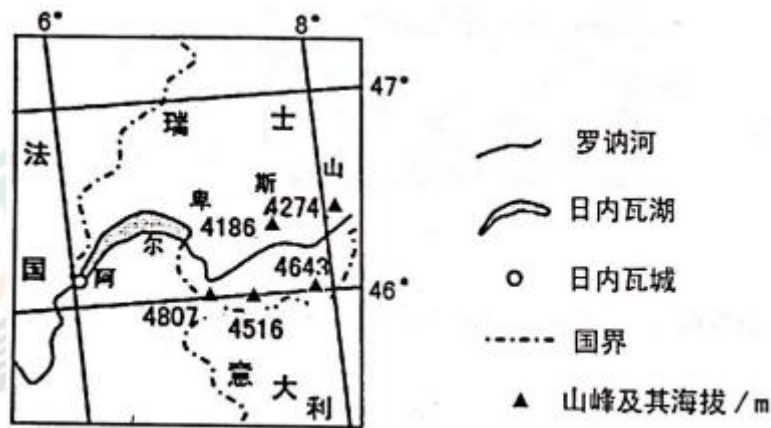 6°
8°
47°
瑞
士
法
山
斯
卑
4274
4186
尔
国
阿
4643
46°
4807
4516
意
大
利
罗讷河
日内瓦湖
日内瓦城
国界
山峰及其海拔/m